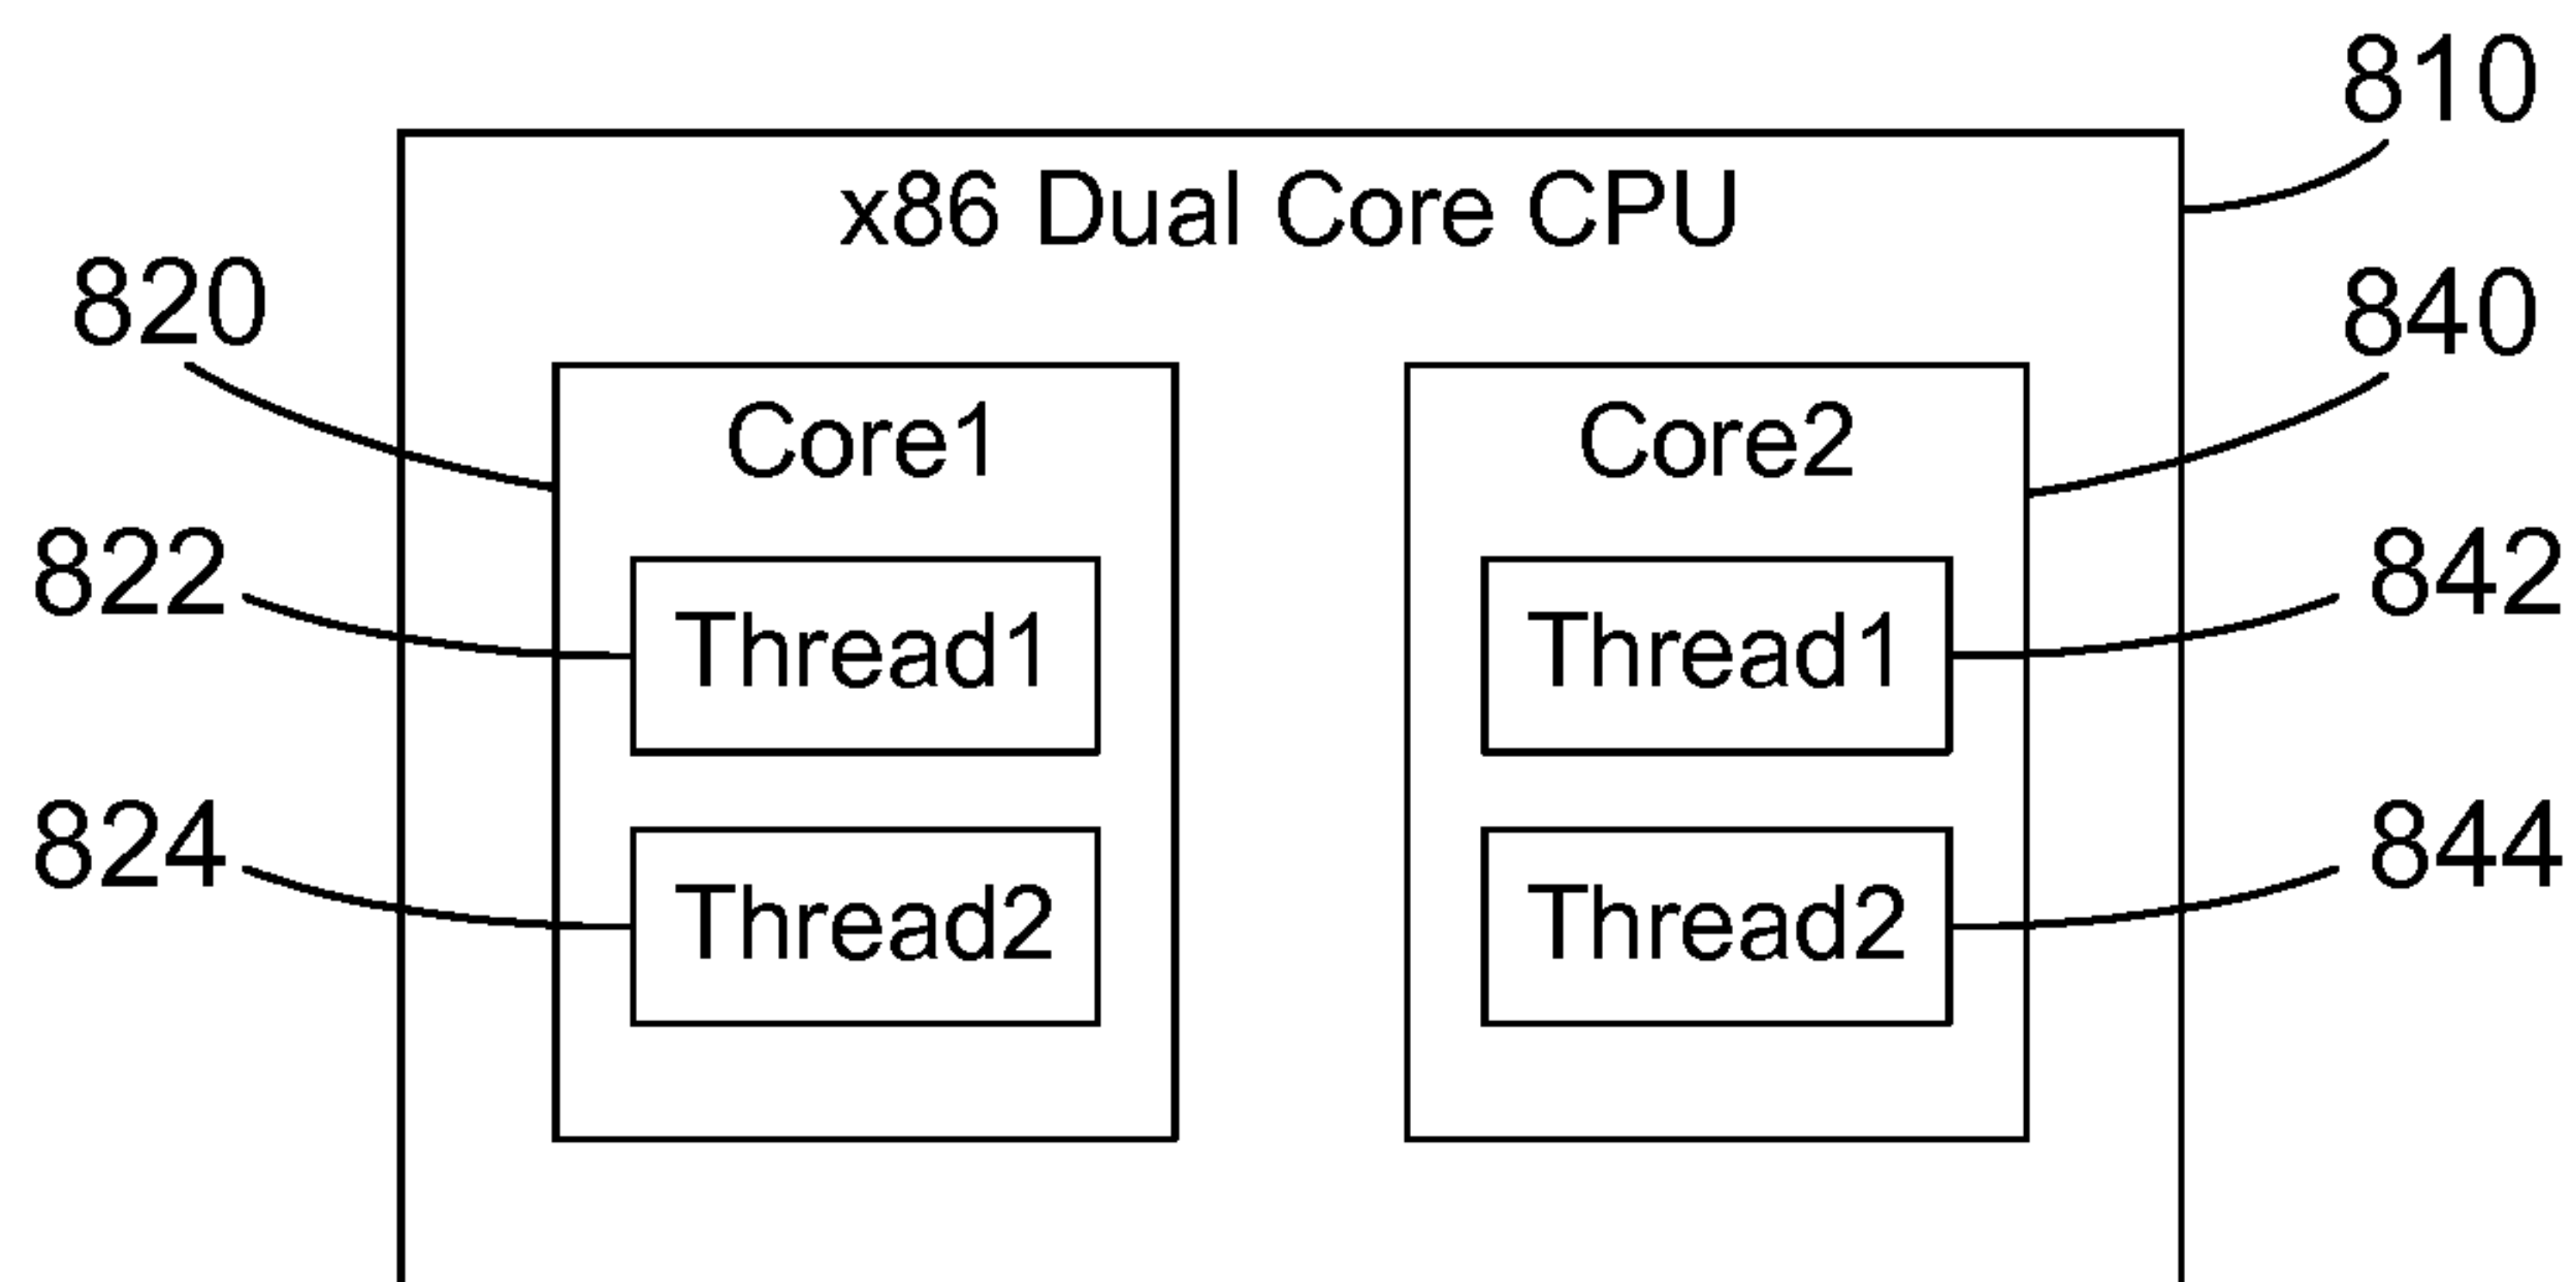 810
x86 Dual Core CPU
820
840
Core1
Core2
822
Thread1
Thread1
842
824
Thread2
Thread2
844